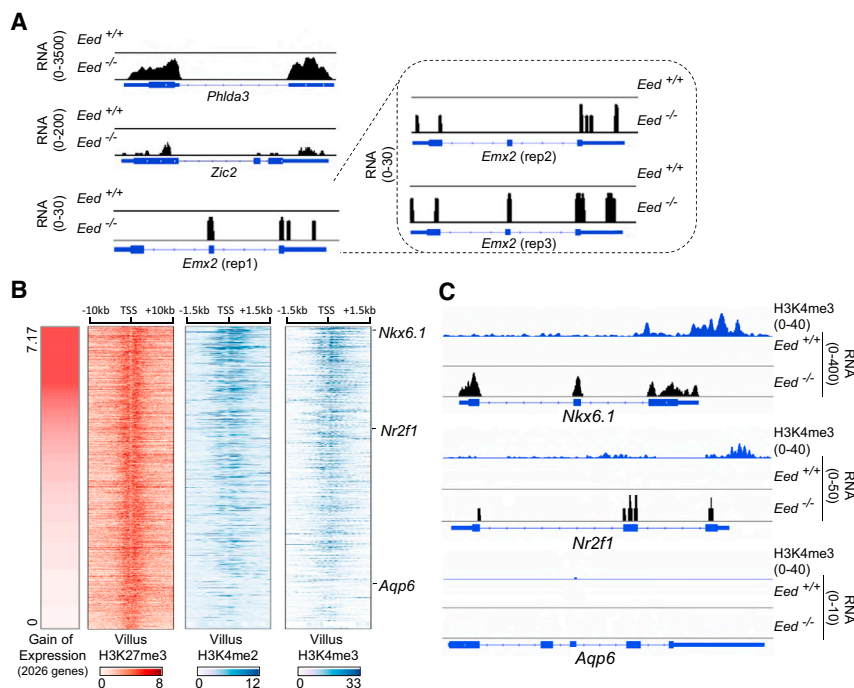 A
RNA
(0-3500)
Eed +/+
Eed -/-
Phlda3
RNA
(0-200)
Eed +/+
Eed -/-
Zic2
RNA
(0-30)
Eed +/+
Eed -/-
Emx2 (rep1)
RNA
(0-30)
Eed +/+
Eed -/-
Emx2 (rep2)
Eed +/+
Eed -/-
Emx2 (rep3)
B
-10kb TSS +10kb
-1.5kb TSS +1.5kb
-1.5kb TSS +1.5kb
7.17
0
Nkx6.1
Nr2f1
Aqp6
Gain of
Expression
(2026 genes)
Villus
H3K27me3
0 8
Villus
H3K4me2
0 12
Villus
H3K4me3
0 33
C
H3K4me3
(0-40)
Eed +/+
Eed -/-
RNA
(0-400)
Nkx6.1
H3K4me3
(0-40)
Eed +/+
Eed -/-
RNA
(0-50)
Nr2f1
H3K4me3
(0-40)
Eed +/+
Eed -/-
RNA
(0-10)
Aqp6